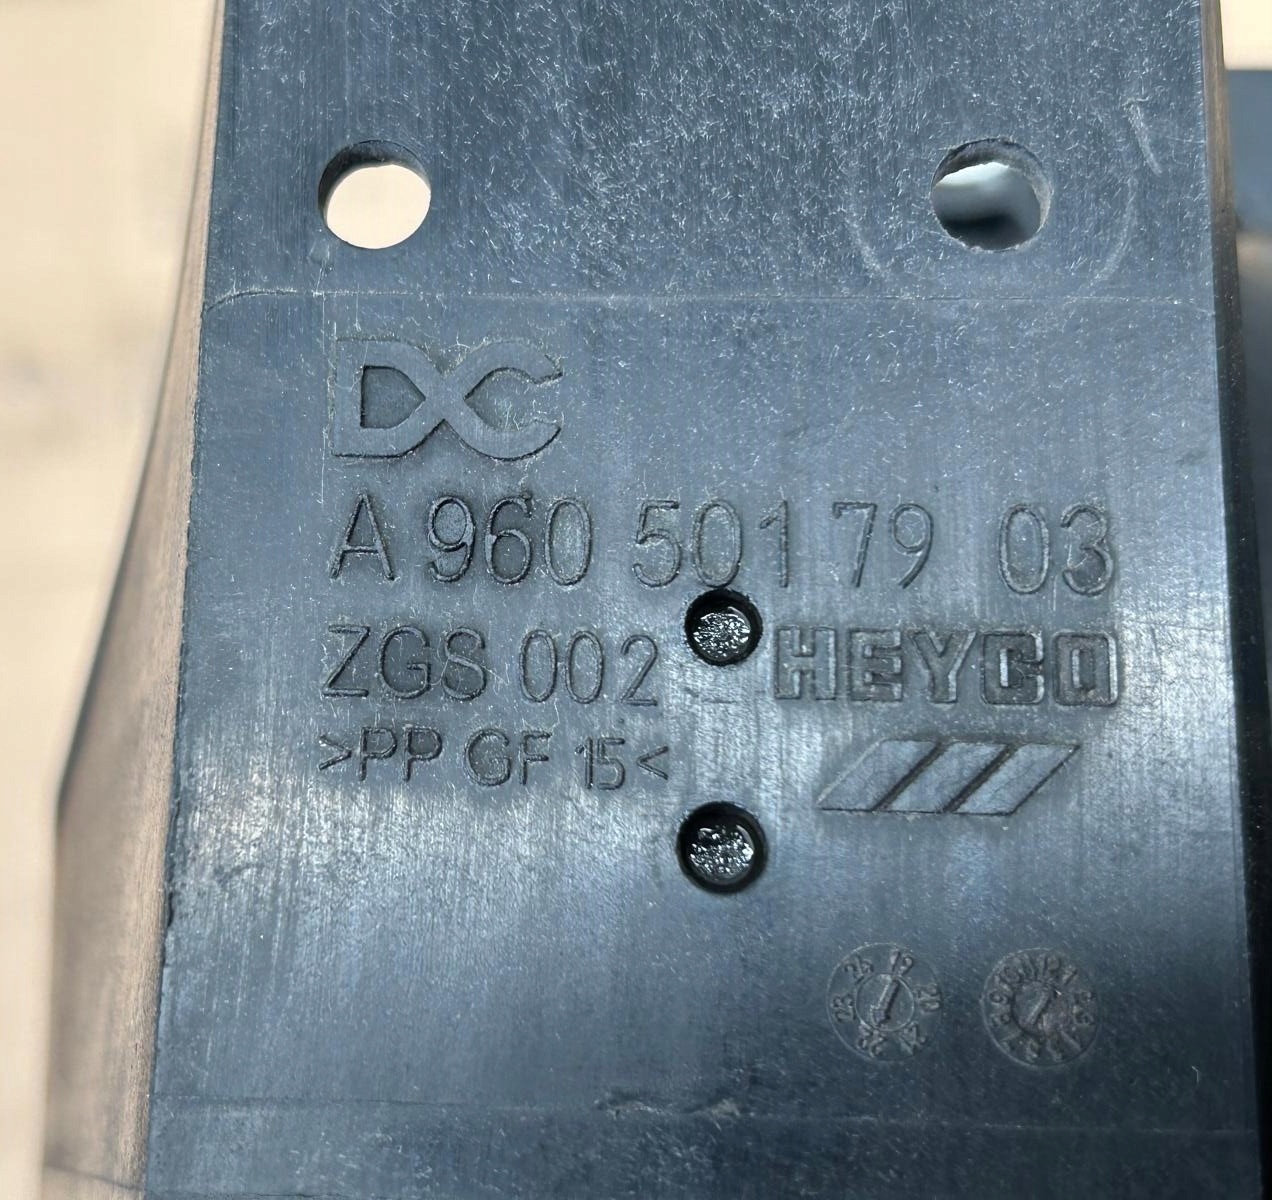 DC
A 960 501 79 03
ZGS 002 HEYCO
>PP GF 15<